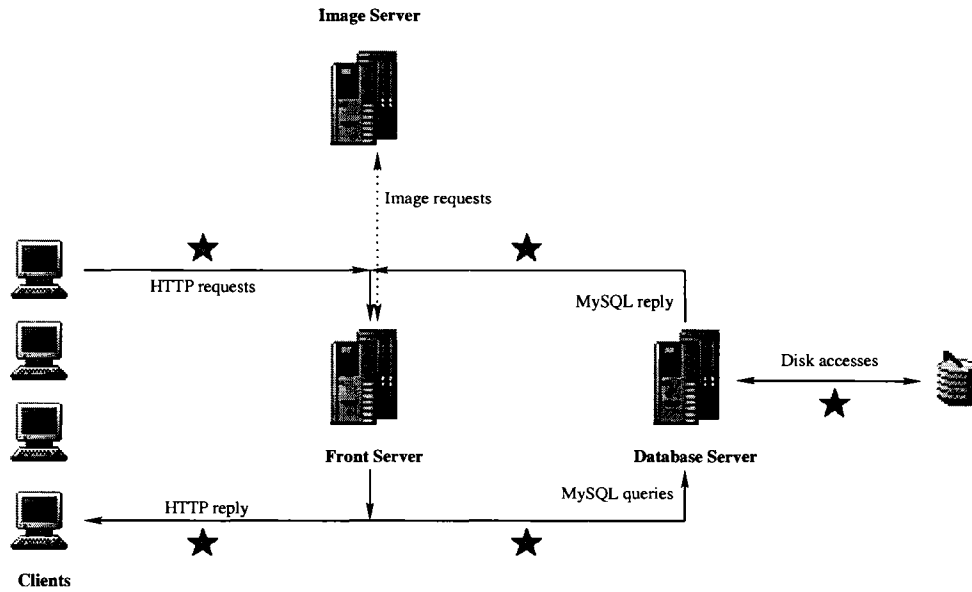 Image Server
Image requests
HTTP requests
MySQL reply
Disk accesses
Front Server
Database Server
MySQL queries
HTTP reply
Clients